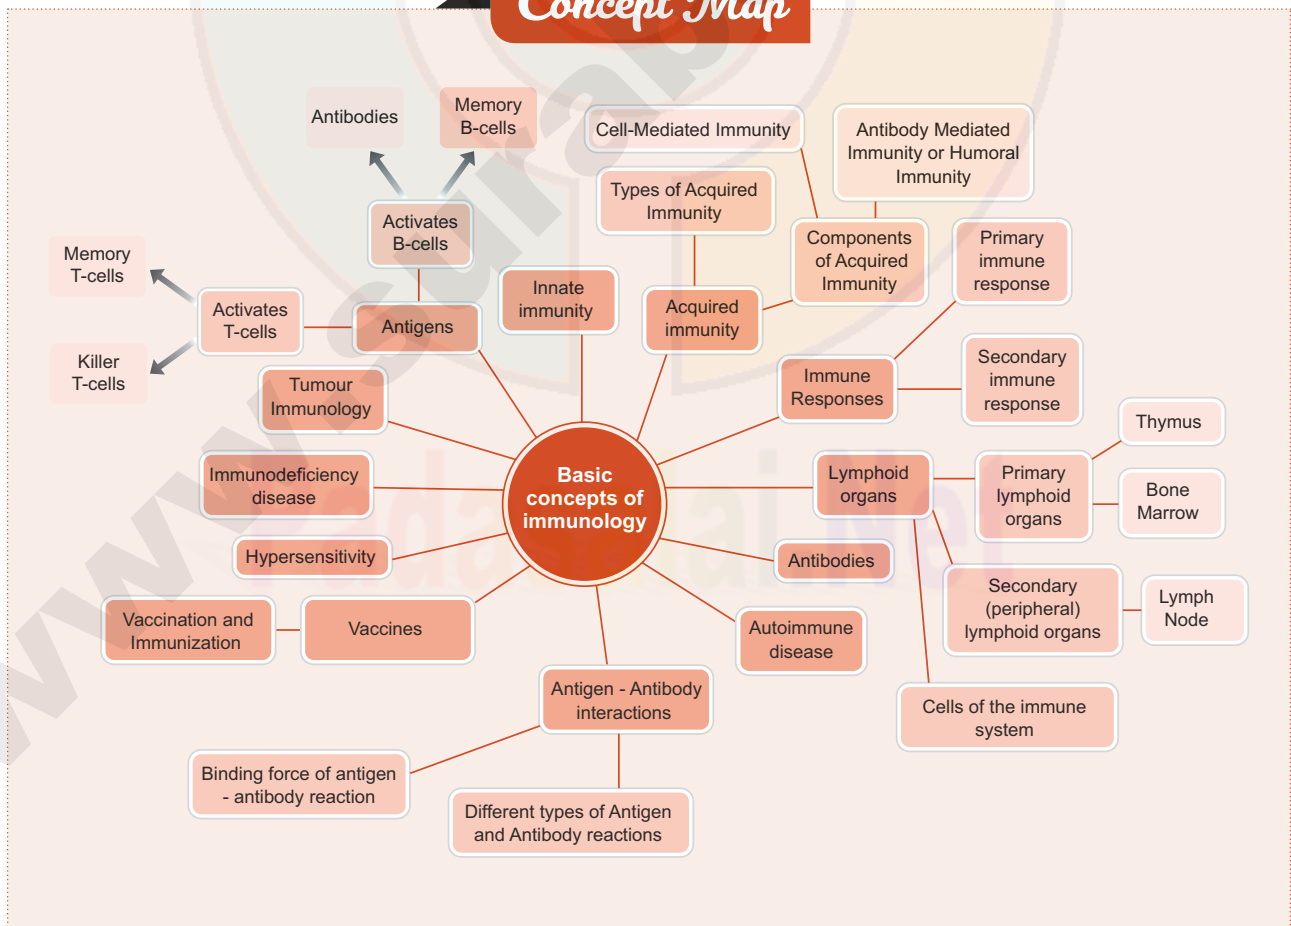 Concept Map
Antibodies
Memory
B-cells
Cell-Mediated Immunity
Antibody Mediated
Immunity or Humoral
Immunity
Types of Acquired
Immunity
Activates
B-cells
Components
of Acquired
Immunity
Primary
immune
response
Memory
T-cells
Innate
immunity
Activates
T-cells
Antigens
Acquired
immunity
Killer
T-cells
Tumour
Immunology
Immune
Responses
Secondary
immune
response
Thymus
Immunodeficiency
disease
Basic
concepts of
immunology
Lymphoid
organs
Primary
lymphoid
organs
Bone
Marrow
Hypersensitivity
Antibodies
Secondary
(peripheral)
lymphoid organs
Lymph
Node
Vaccination and
Immunization
Vaccines
Autoimmune
disease
Antigen - Antibody
interactions
Cells of the immune
system
Binding force of antigen
- antibody reaction
Different types of Antigen
and Antibody reactions
www.surab
Padasalai.Net